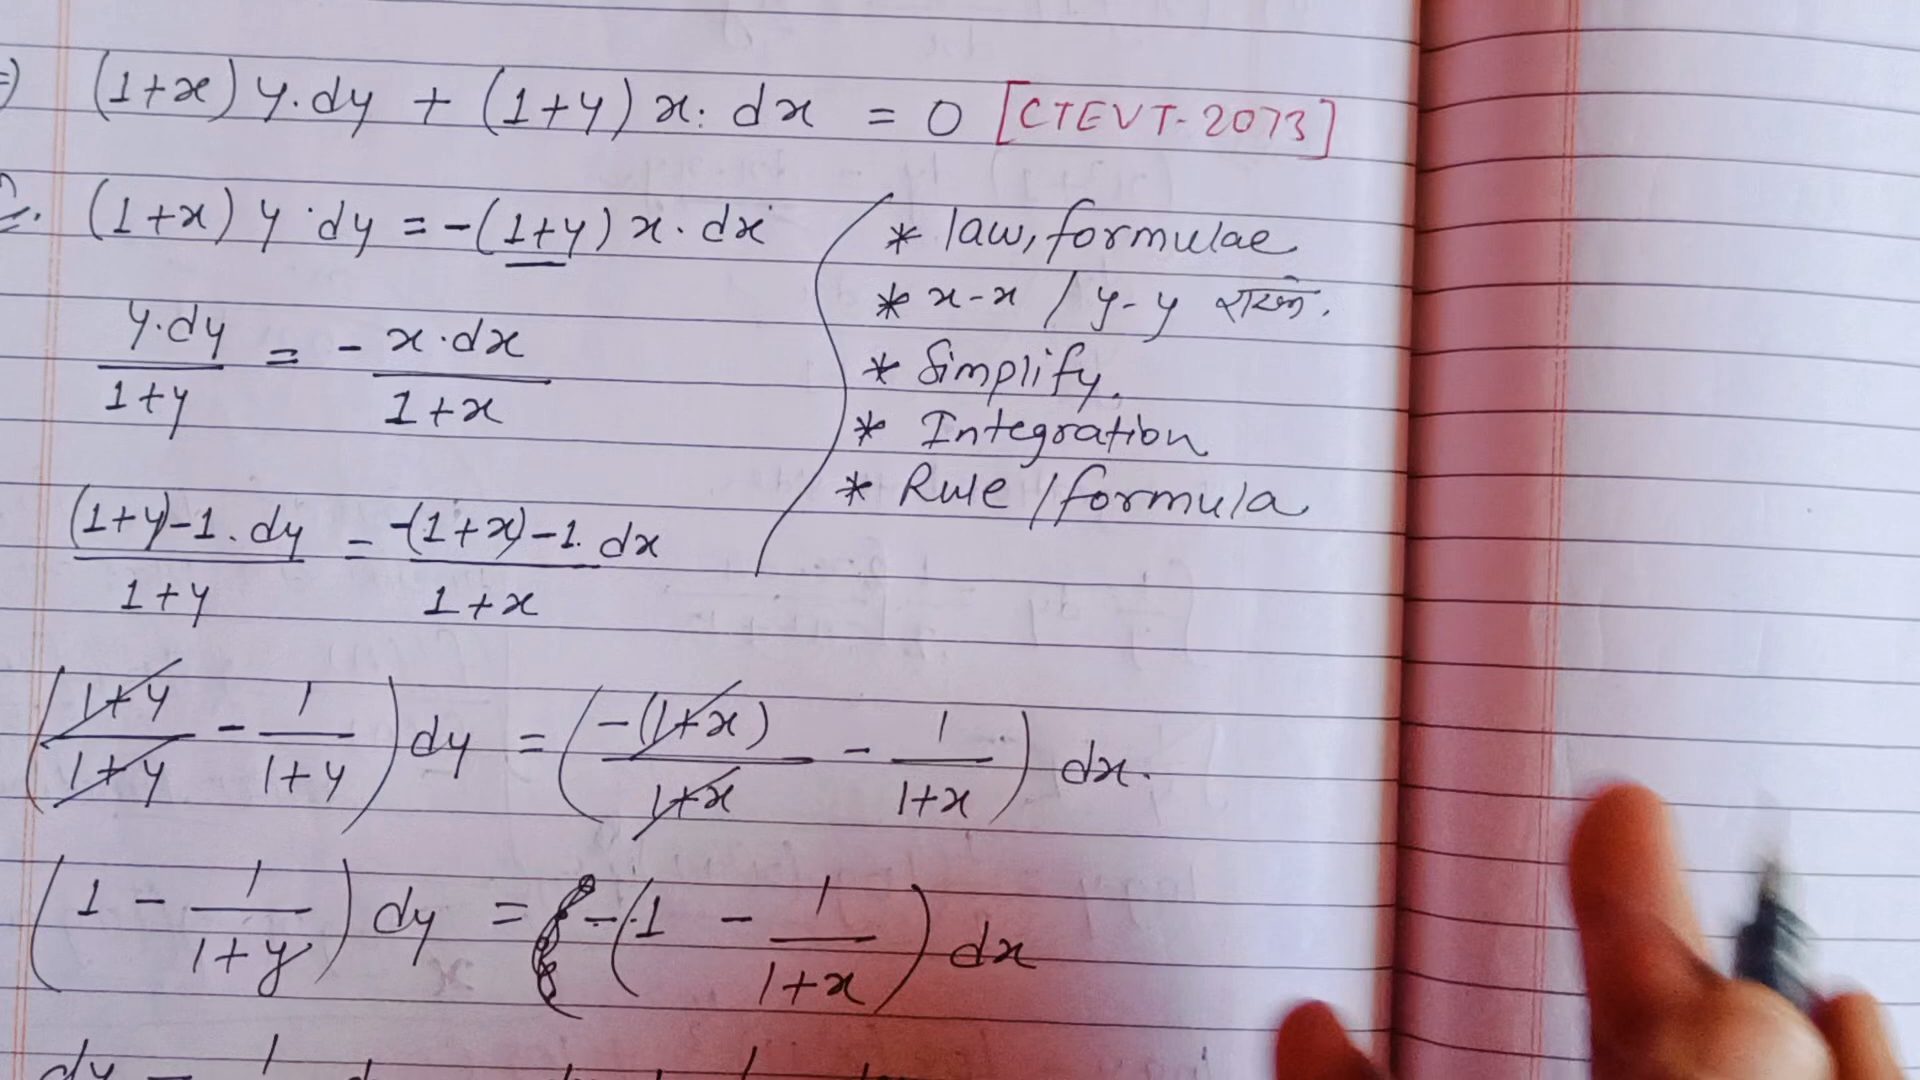 =) (1+x) y.dy + (1+y) x. dx = 0 [CTEVT-2073]
(1+x) y.dy = -(1+y) x.dx
y.dy/1+y = - x.dx/1+x
(1+y)-1.dy/1+y = -(1+x)-1.dx/1+x
(1+y/1+y - 1/1+y) dy = (-(1+x)/1+x - 1/1+x) dx.
(1 - 1/1+y) dy = -(1 - 1/1+x) dx
* law, formulae
* x-x / y-y
* Simplify.
* Integration
* Rule / formula